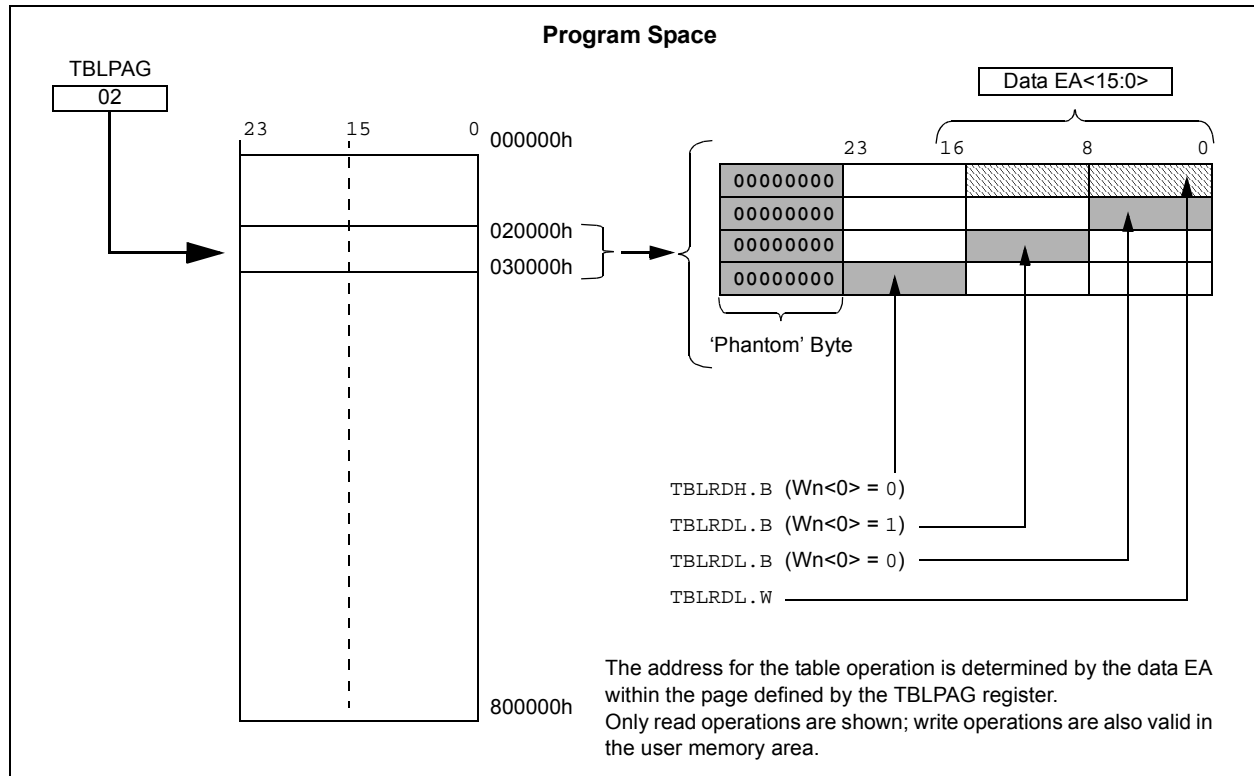 Program Space
TBLPAG
02
Data EA<15:0>
23 15 0
000000h
020000h
030000h
800000h
23 16 8 0
00000000
00000000
00000000
00000000
‘Phantom’ Byte
TBLRDH.B (Wn<0> = 0)
TBLRDL.B (Wn<0> = 1)
TBLRDL.B (Wn<0> = 0)
TBLRDL.W
The address for the table operation is determined by the data EA
within the page defined by the TBLPAG register.
Only read operations are shown; write operations are also valid in
the user memory area.